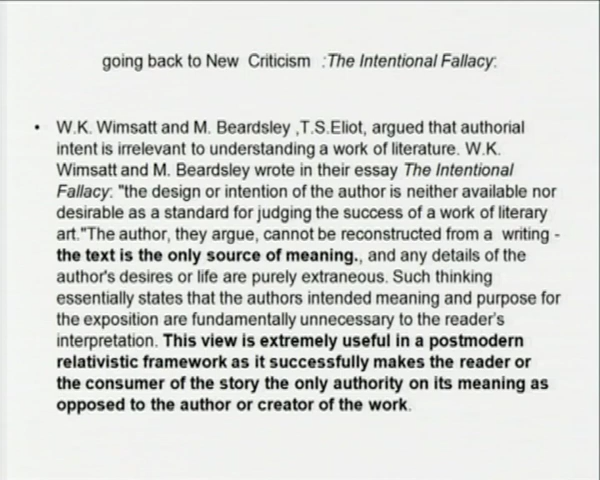 going back to New Criticism :The Intentional Fallacy:
• W.K. Wimsatt and M. Beardsley ,T.S.Eliot, argued that authorial
intent is irrelevant to understanding a work of literature. W.K.
Wimsatt and M. Beardsley wrote in their essay The Intentional
Fallacy: "the design or intention of the author is neither available nor
desirable as a standard for judging the success of a work of literary
art."The author, they argue, cannot be reconstructed from a writing -
the text is the only source of meaning., and any details of the
author's desires or life are purely extraneous. Such thinking
essentially states that the authors intended meaning and purpose for
the exposition are fundamentally unnecessary to the reader's
interpretation. This view is extremely useful in a postmodern
relativistic framework as it successfully makes the reader or
the consumer of the story the only authority on its meaning as
opposed to the author or creator of the work.